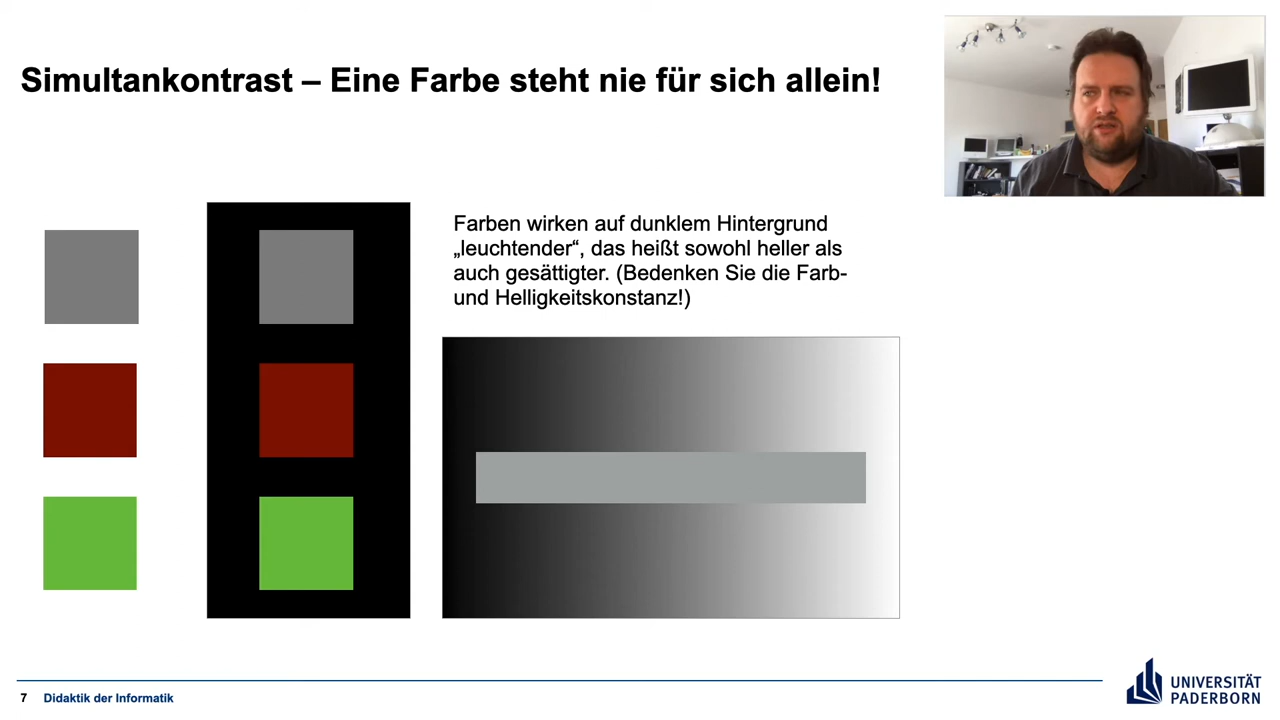 Simultankontrast – Eine Farbe steht nie für sich allein!
Farben wirken auf dunklem Hintergrund
„leuchtender“, das heißt sowohl heller als
auch gesättigter. (Bedenken Sie die Farb-
und Helligkeitskonstanz!)
7 Didaktik der Informatik
UNIVERSITÄT
PADERBORN